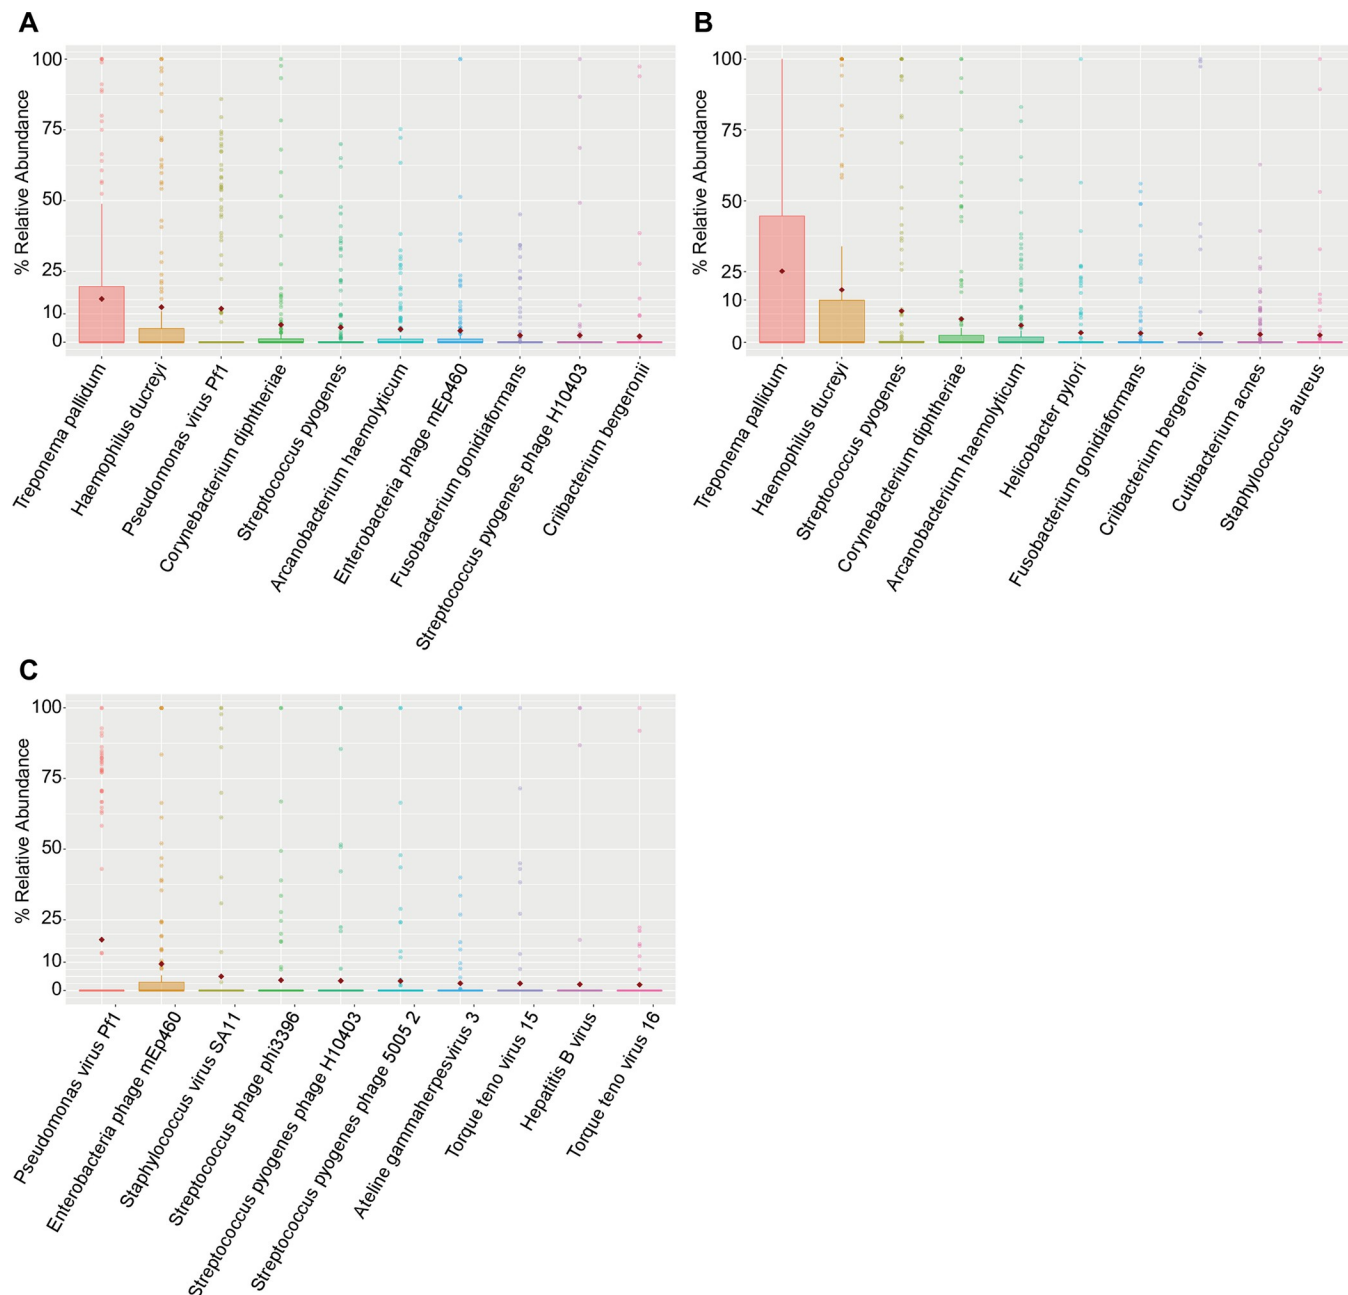 A
% Relative Abundance
100
75
50
25
10
0
Treponema pallidum
Haemophilus ducreyi
Pseudomonas virus Pf1
Corynebacterium diphtheriae
Streptococcus pyogenes
Arcanobacterium haemolyticum
Enterobacteria phage mEp460
Fusobacterium gonidiaformans
Streptococcus pyogenes phage H10403
Criibacterium bergeronii
B
% Relative Abundance
100
75
50
25
10
0
Treponema pallidum
Haemophilus ducreyi
Streptococcus pyogenes
Corynebacterium diphtheriae
Arcanobacterium haemolyticum
Helicobacter pylori
Fusobacterium gonidiaformans
Criibacterium bergeronii
Cutibacterium acnes
Staphylococcus aureus
C
% Relative Abundance
100
75
50
25
10
0
Pseudomonas virus Pf1
Enterobacteria phage mEp460
Staphylococcus virus SA11
Streptococcus phage phi3396
Streptococcus pyogenes phage H10403
Streptococcus pyogenes phage 5005 2
Ateline gammaherpesvirus 3
Torque teno virus 15
Hepatitis B virus
Torque teno virus 16